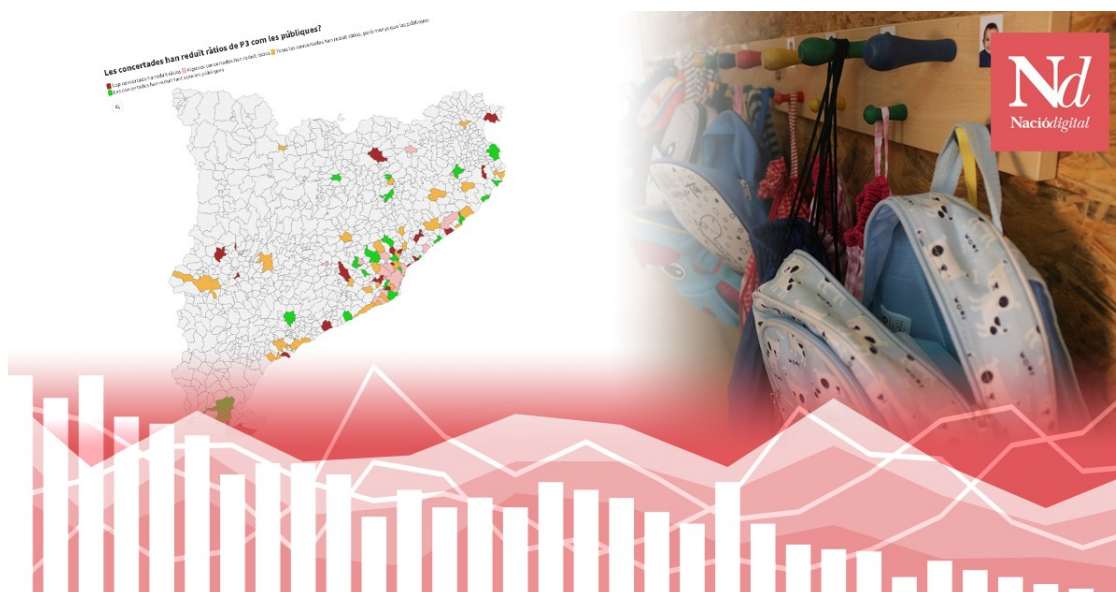 Les concertades han reduït ràtios de P3 com les públiques?
Cap concertada ha reduït ràtios Algunes concertades han reduït ràtios Totes les concertades han reduït ràtios, però menys que les públiques
Les concertades han reduït tant com les públiques
Nd
Naciódigital